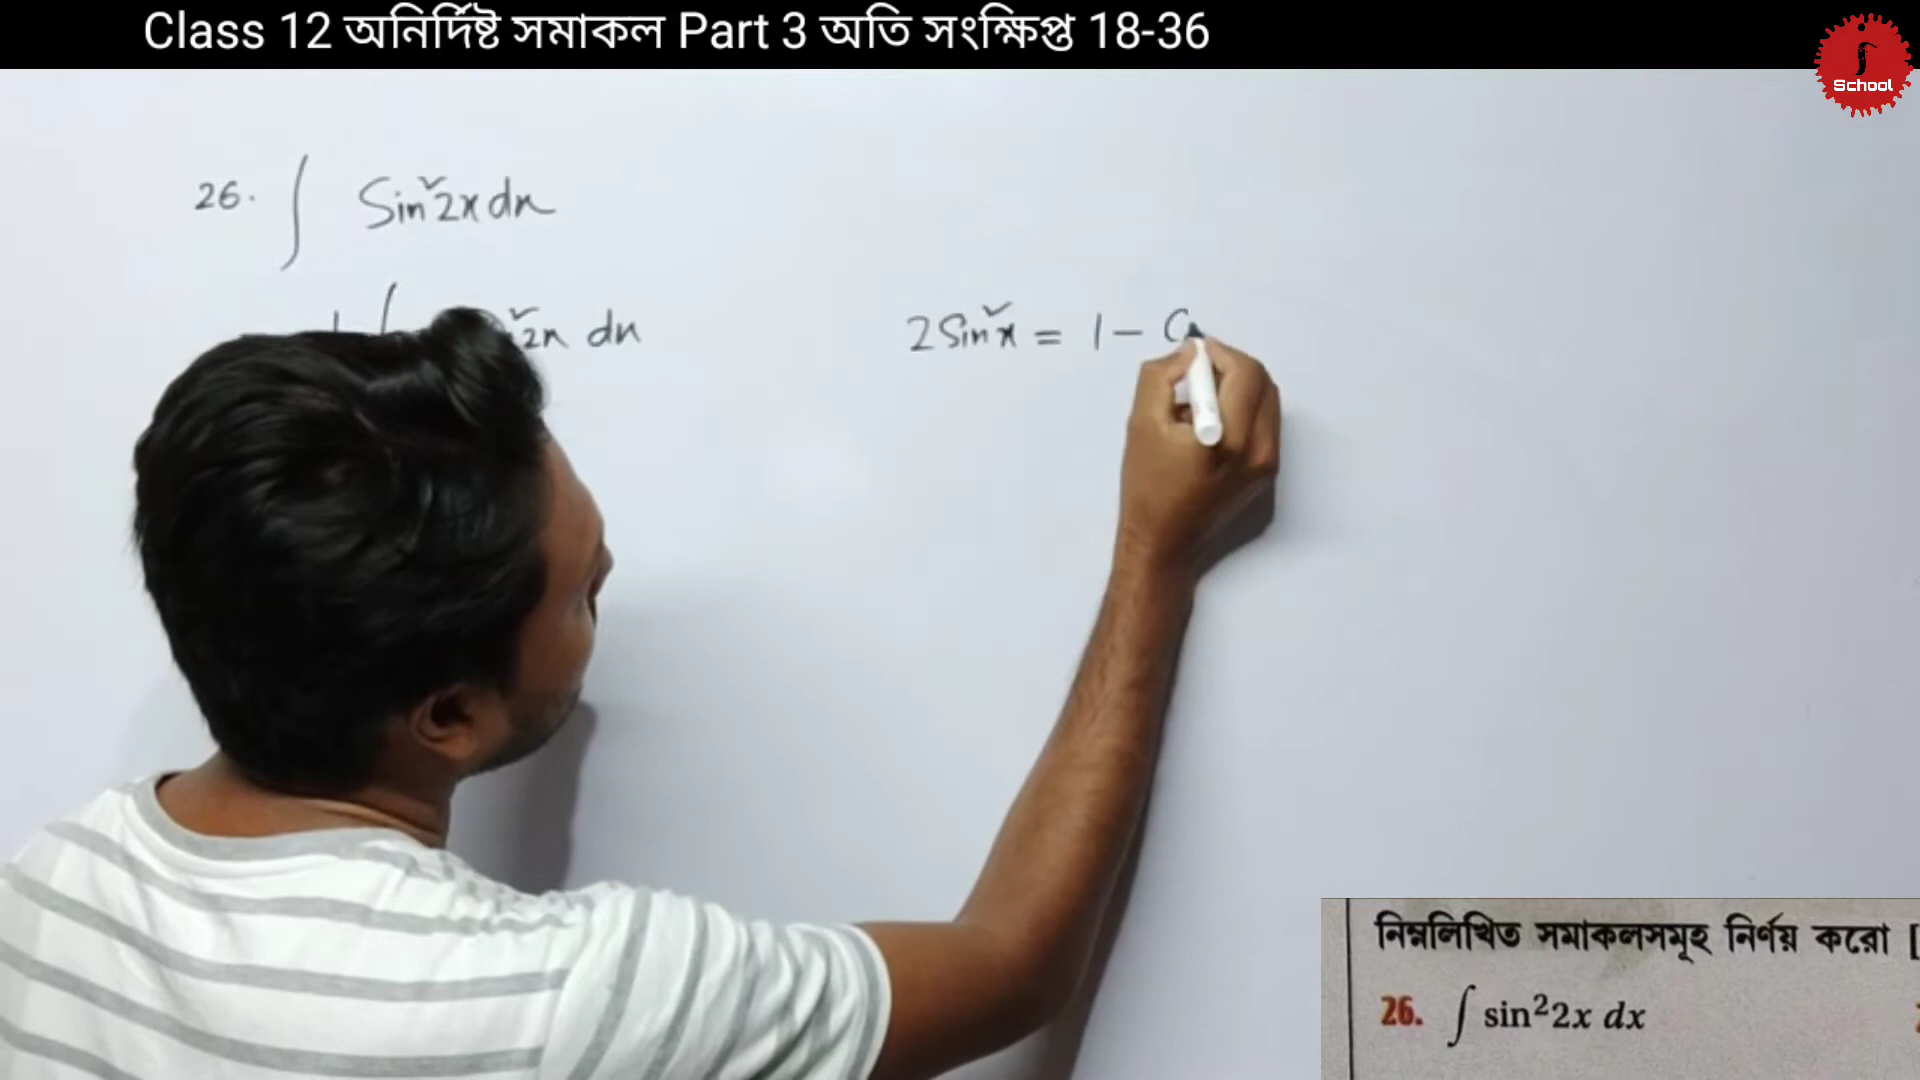 Class 12 অনির্দিষ্ট সমাকল Part 3 অতি সংক্ষিপ্ত 18-36
School
26. ∫ Sin²2x dx
²2x dx
2Sin²x = 1 - C
নিম্নলিখিত সমাকলসমূহ নির্ণয় করো [
26. ∫ sin²2x dx